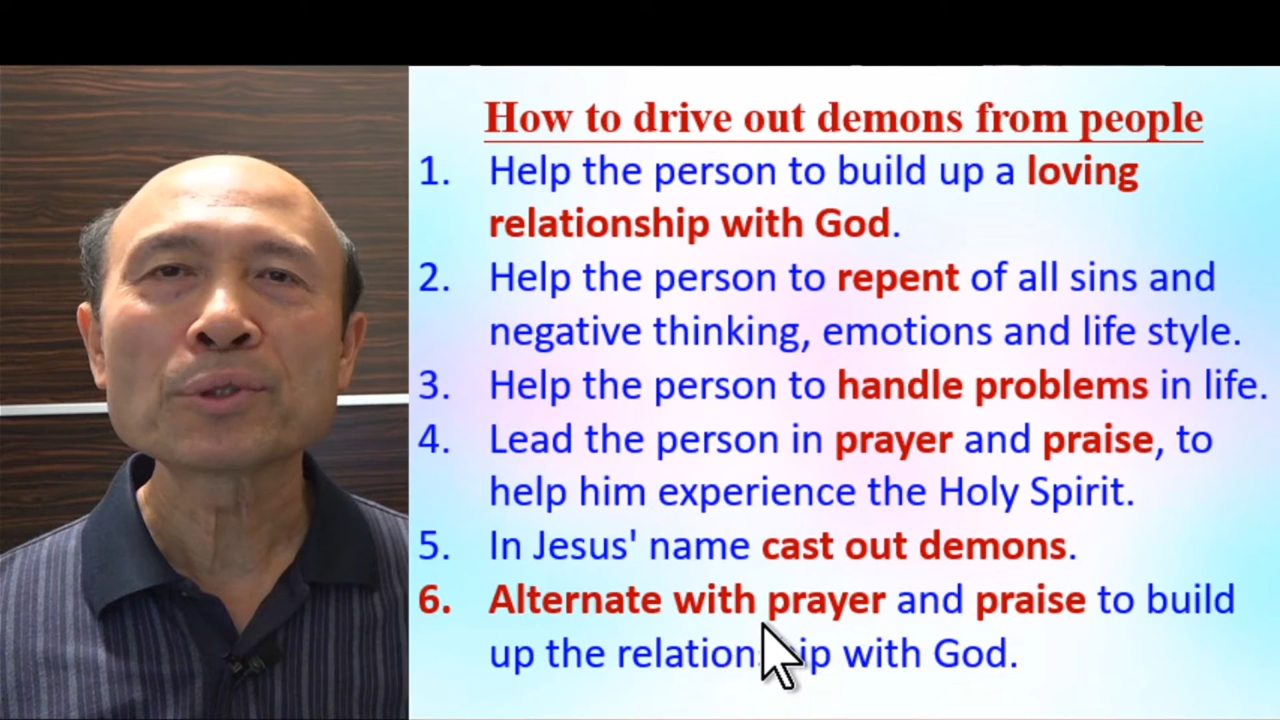 How to drive out demons from people
1. Help the person to build up a loving
relationship with God.
2. Help the person to repent of all sins and
negative thinking, emotions and life style.
3. Help the person to handle problems in life.
4. Lead the person in prayer and praise, to
help him experience the Holy Spirit.
5. In Jesus' name cast out demons.
6. Alternate with prayer and praise to build
up the relationship with God.